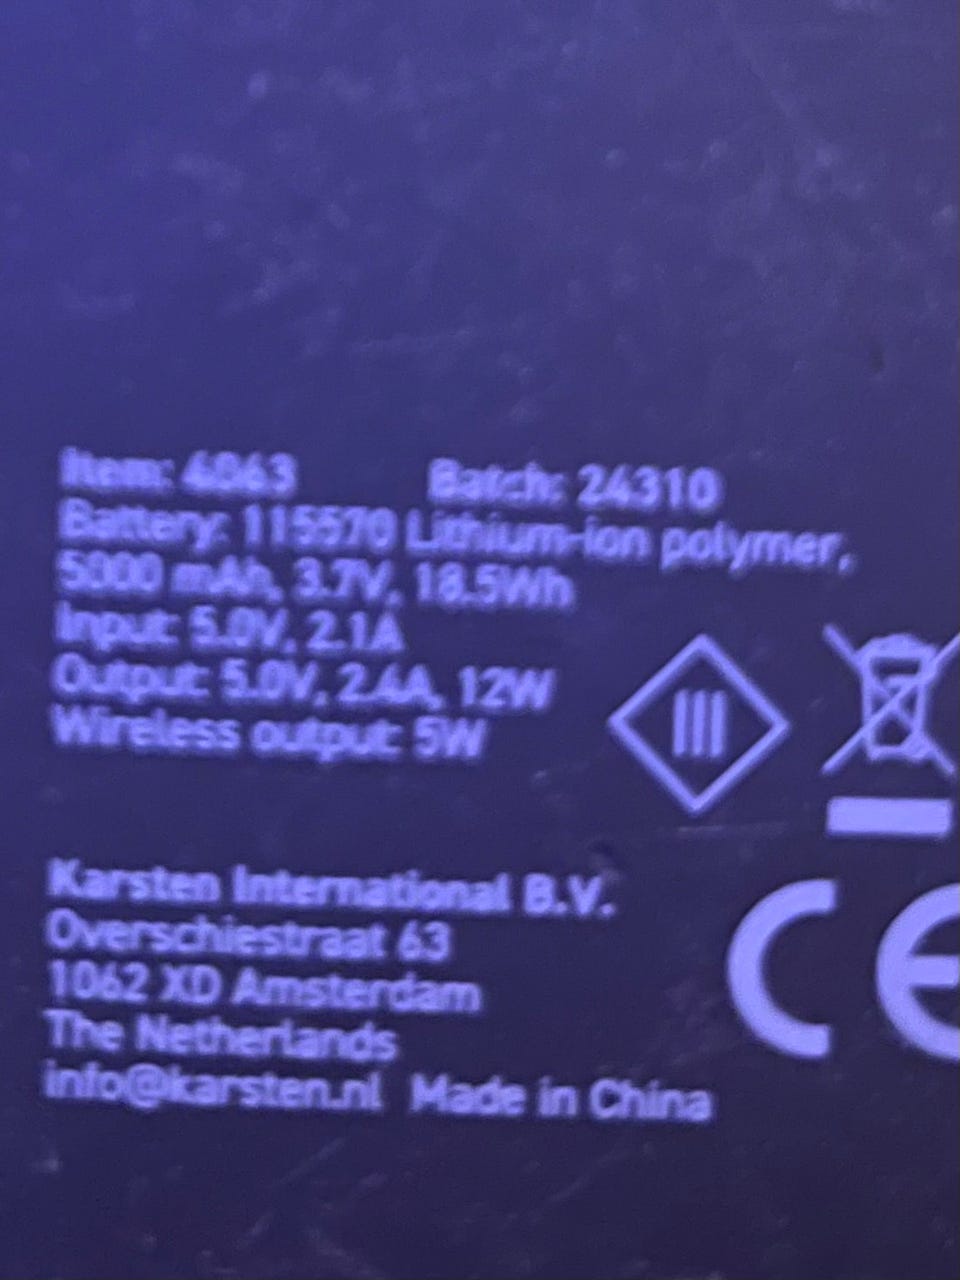 Item: 4063 Batch: 24310
Battery: 115570 Lithium-ion polymer,
5000 mAh, 3.7V, 18.5Wh
Input: 5.0V, 2.1A
Output: 5.0V, 2.4A, 12W
Wireless output: 5W
III
Karsten International B.V.
Overschiestraat 63
1062 XD Amsterdam
The Netherlands
info@karsten.nl Made in China
CE